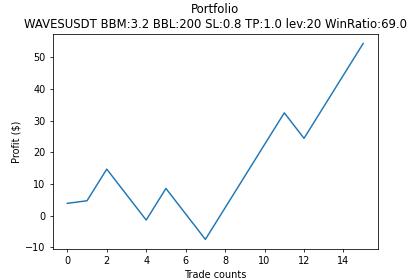 Portfolio
WAVESUSDT BBM:3.2 BBL:200 SL:0.8 TP:1.0 lev:20 WinRatio:69.0
Profit ($)
50
40
30
20
10
0
−10
0 2 4 6 8 10 12 14
Trade counts